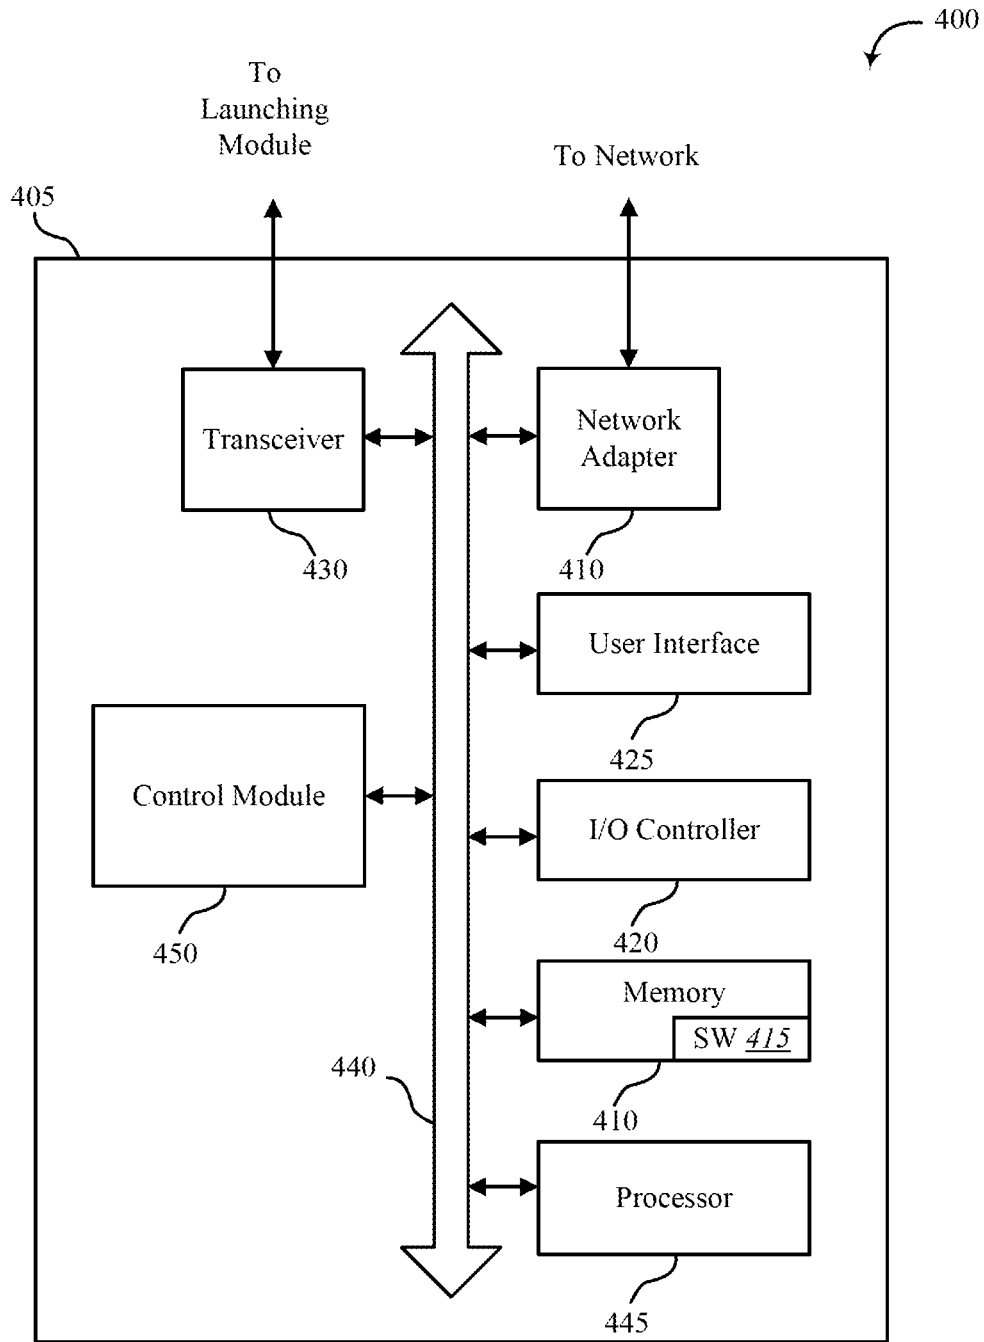 400
To
Launching
Module
To Network
405
Transceiver
Network
Adapter
430
410
User Interface
425
Control Module
I/O Controller
450
420
Memory
SW 415
440
410
Processor
445